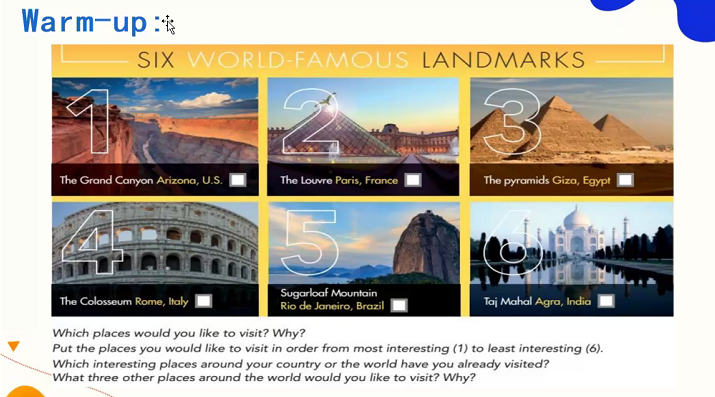 Warm-up:
SIX WORLD-FAMOUS LANDMARKS
1
The Grand Canyon Arizona, U.S.
2
The Louvre Paris, France
3
The pyramids Giza, Egypt
4
The Colosseum Rome, Italy
5
Sugarloaf Mountain
Rio de Janeiro, Brazil
6
Taj Mahal Agra, India
Which places would you like to visit? Why?
Put the places you would like to visit in order from most interesting (1) to least interesting (6).
Which interesting places around your country or the world have you already visited?
What three other places around the world would you like to visit? Why?